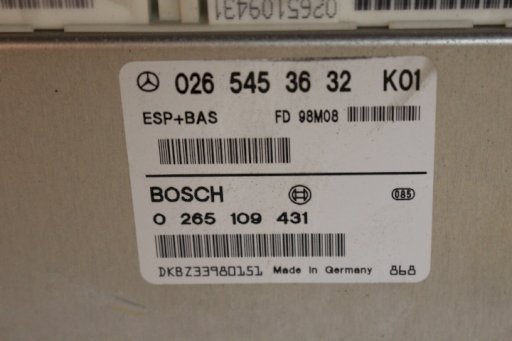 0265109431
026 545 36 32 K01
ESP+BAS FD 98M08
BOSCH 085
0 265 109 431
DKBZ33980151 Made in Germany 868